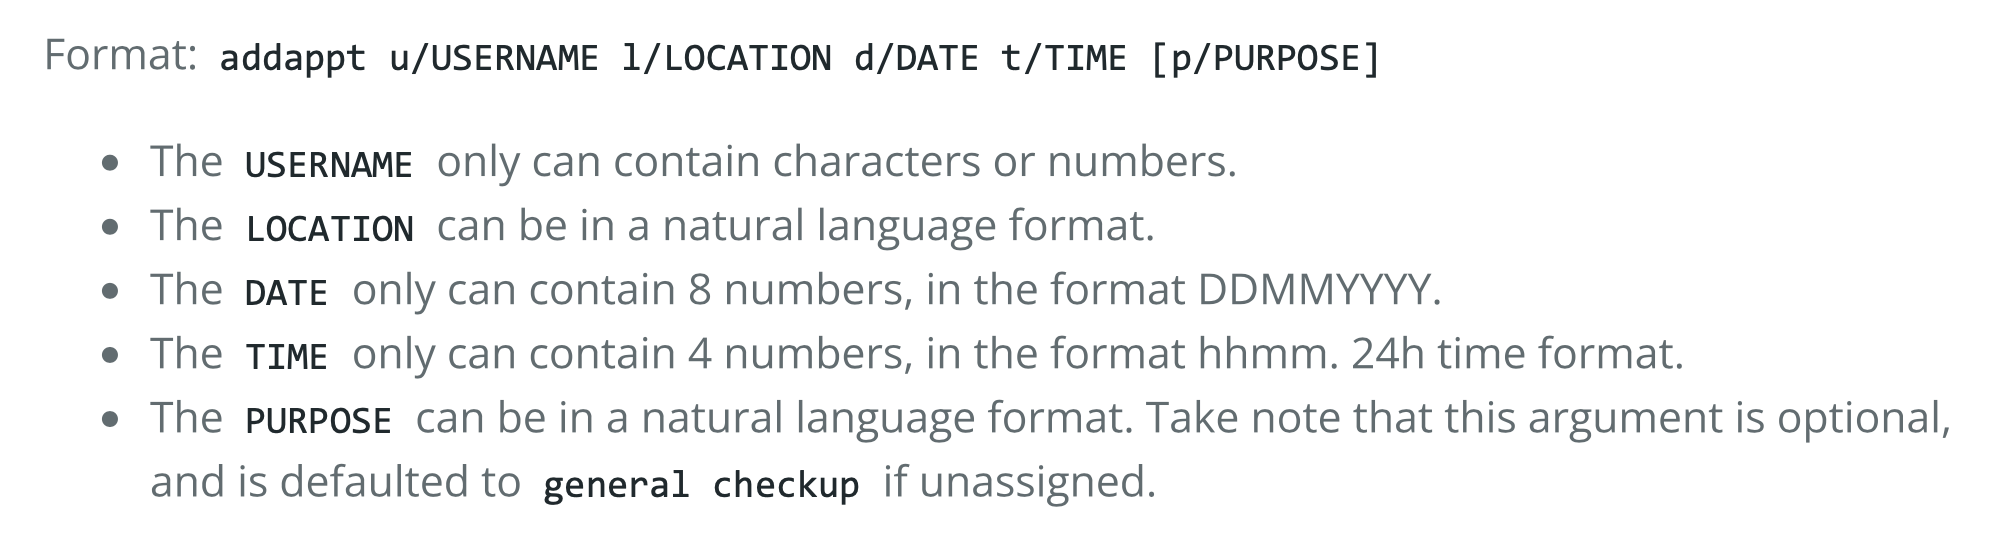 Format: addappt u/USERNAME l/LOCATION d/DATE t/TIME [p/PURPOSE]
• The USERNAME only can contain characters or numbers.
• The LOCATION can be in a natural language format.
• The DATE only can contain 8 numbers, in the format DDMMYYYY.
• The TIME only can contain 4 numbers, in the format hhmm. 24h time format.
• The PURPOSE can be in a natural language format. Take note that this argument is optional,
and is defaulted to general checkup if unassigned.